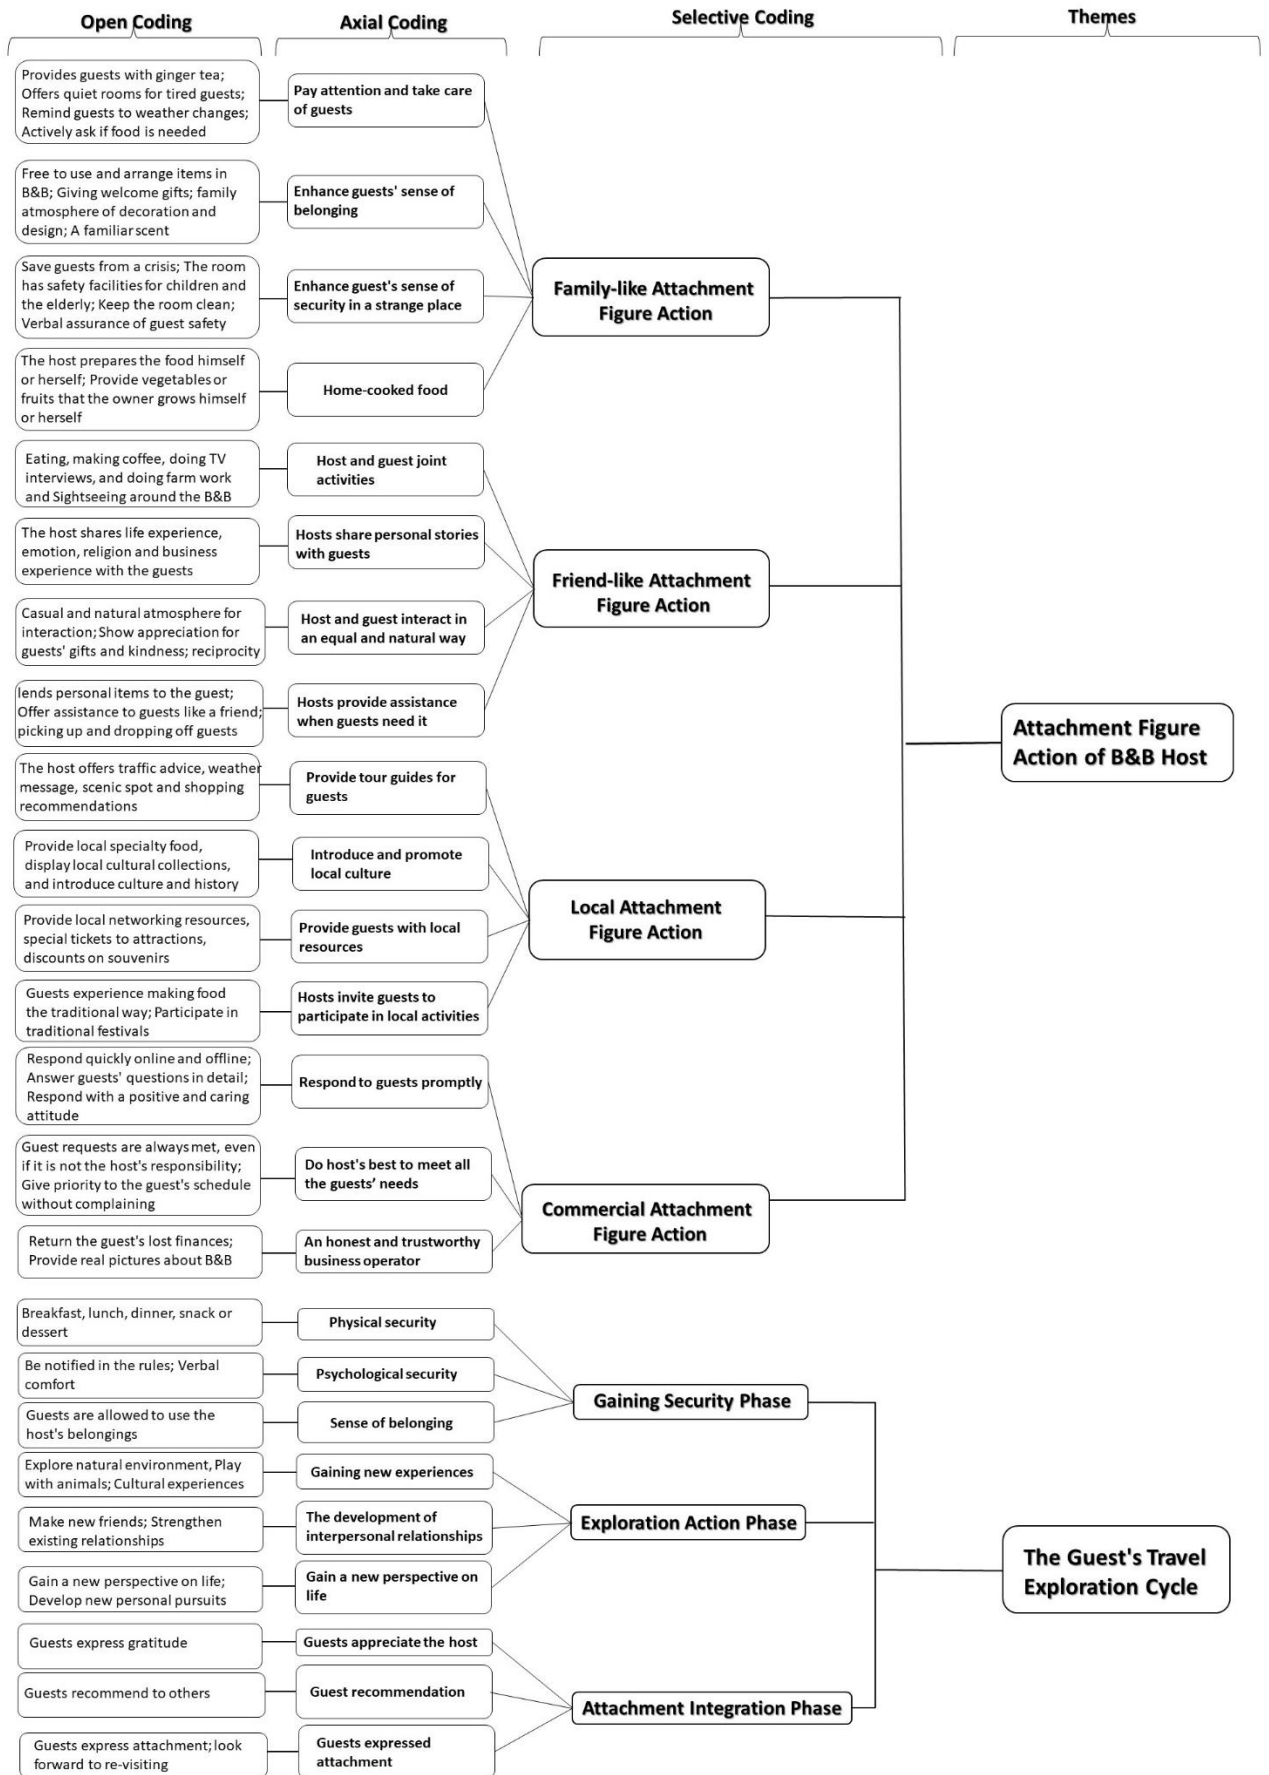 Open Coding
Axial Coding
Selective Coding
Themes
Provides guests with ginger tea;
Offers quiet rooms for tired guests;
Remind guests to weather changes;
Actively ask if food is needed
Pay attention and take care
of guests
Free to use and arrange items in
B&B; Giving welcome gifts; family
atmosphere of decoration and
design; A familiar scent
Enhance guests' sense of
belonging
Save guests from a crisis; The room
has safety facilities for children and
the elderly; Keep the room clean;
Verbal assurance of guest safety
Enhance guest's sense of
security in a strange place
The host prepares the food himself
or herself; Provide vegetables or
fruits that the owner grows himself
or herself
Home-cooked food
Family-like Attachment
Figure Action
Eating, making coffee, doing TV
interviews, and doing farm work
and Sightseeing around the B&B
Host and guest joint
activities
The host shares life experience,
emotion, religion and business
experience with the guests
Hosts share personal stories
with guests
Casual and natural atmosphere for
interaction; Show appreciation for
guests' gifts and kindness; reciprocity
Host and guest interact in
an equal and natural way
lends personal items to the guest;
Offer assistance to guests like a friend;
picking up and dropping off guests
Hosts provide assistance
when guests need it
Friend-like Attachment
Figure Action
The host offers traffic advice, weather
message, scenic spot and shopping
recommendations
Provide tour guides for
guests
Provide local specialty food,
display local cultural collections,
and introduce culture and history
Introduce and promote
local culture
Provide local networking resources,
special tickets to attractions,
discounts on souvenirs
Provide guests with local
resources
Guests experience making food
the traditional way; Participate in
traditional festivals
Hosts invite guests to
participate in local activities
Local Attachment
Figure Action
Respond quickly online and offline;
Answer guests' questions in detail;
Respond with a positive and caring
attitude
Respond to guests promptly
Guest requests are always met, even
if it is not the host's responsibility;
Give priority to the guest's schedule
without complaining
Do host's best to meet all
the guests’ needs
Return the guest's lost finances;
Provide real pictures about B&B
An honest and trustworthy
business operator
Commercial Attachment
Figure Action
Attachment Figure
Action of B&B Host
Breakfast, lunch, dinner, snack or
dessert
Physical security
Be notified in the rules; Verbal
comfort
Psychological security
Guests are allowed to use the
host's belongings
Sense of belonging
Gaining Security Phase
Explore natural environment, Play
with animals; Cultural experiences
Gaining new experiences
Make new friends; Strengthen
existing relationships
The development of
interpersonal relationships
Gain a new perspective on life;
Develop new personal pursuits
Gain a new perspective on
life
Exploration Action Phase
Guests express gratitude
Guests appreciate the host
Guests recommend to others
Guest recommendation
Guests express attachment; look
forward to re-visiting
Guests expressed
attachment
Attachment Integration Phase
The Guest's Travel
Exploration Cycle